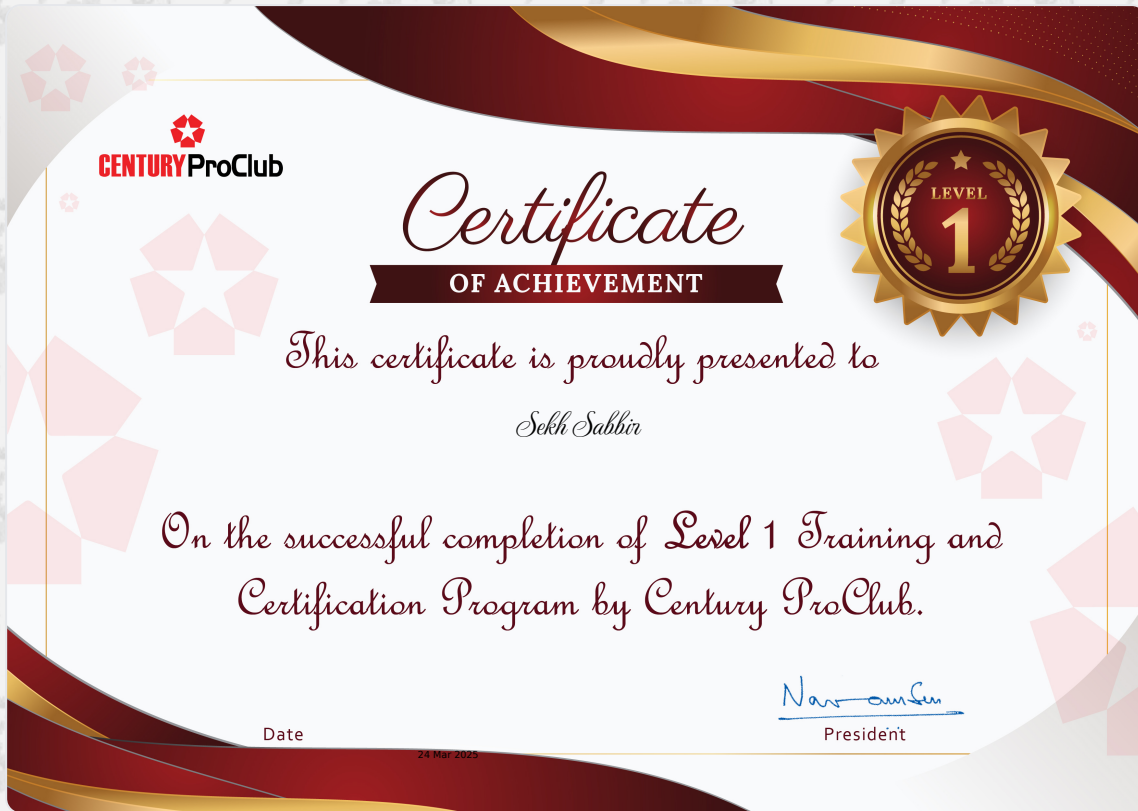 CENTURY ProClub
LEVEL
1
Certificate
OF ACHIEVEMENT
This certificate is proudly presented to
Sekh Sabbir
On the successful completion of Level 1 Training and
Certification Program by Century ProClub.
Date
President
24 Mar 2025